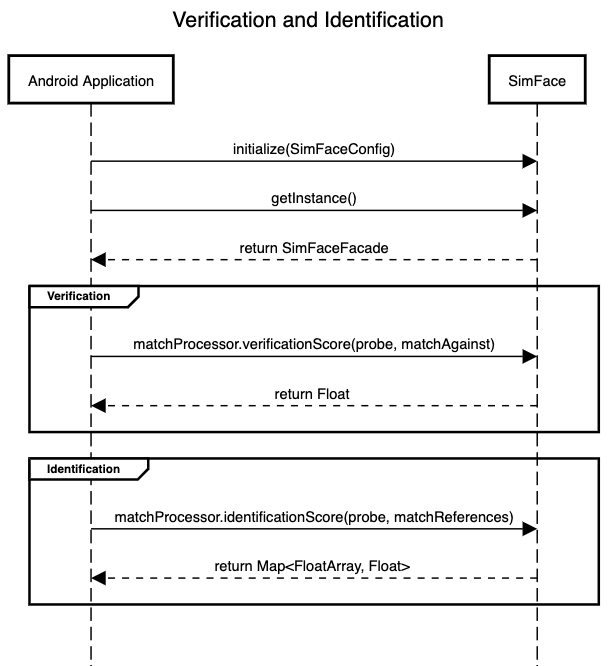 Verification and Identification
Android Application
SimFace
initialize(SimFaceConfig)
getInstance()
return SimFaceFacade
Verification
matchProcessor.verificationScore(probe, matchAgainst)
return Float
Identification
matchProcessor.identificationScore(probe, matchReferences)
return Map<FloatArray, Float>